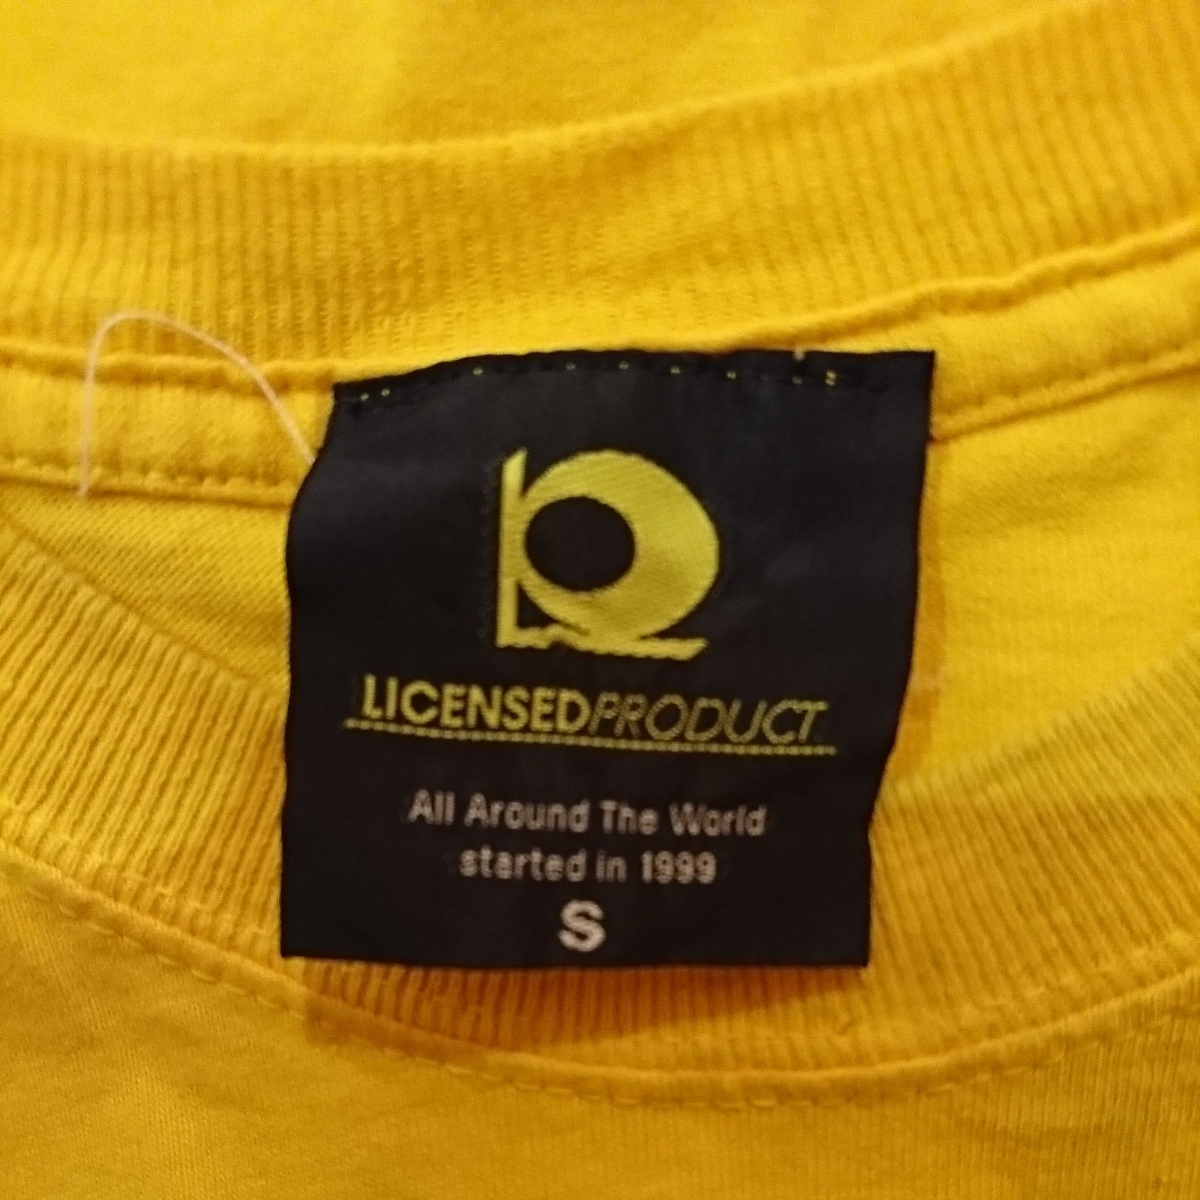 LICENSEDPRODUCT.
All Around The World
started in 1999
S